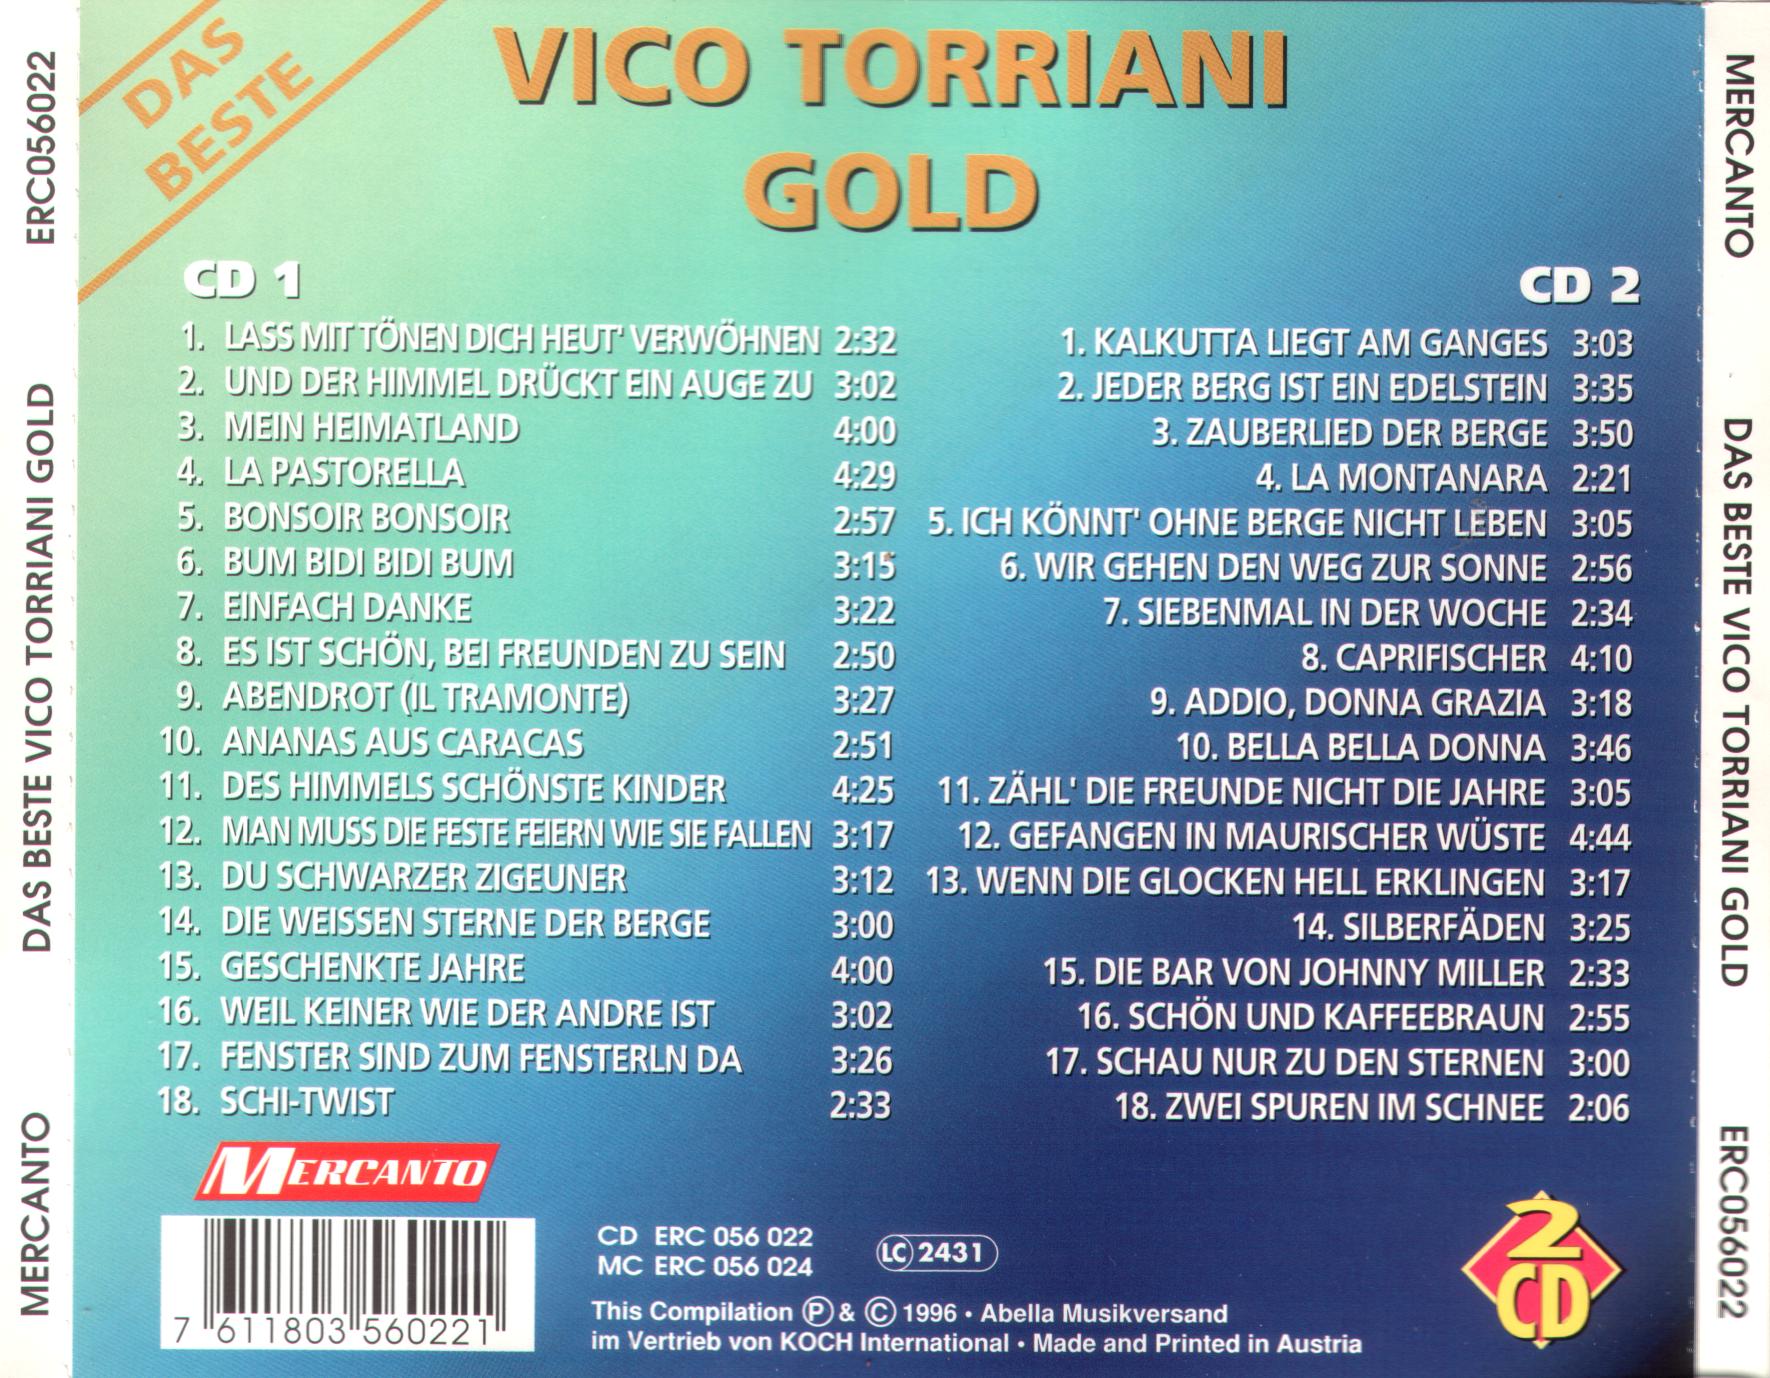 MERCANTO DAS BESTE VICO TORRIANI GOLD ERC056022
DAS
BESTE
VICO TORRIANI
GOLD
CD 1
1. LASS MIT TÖNEN DICH HEUT' VERWÖHNEN 2:32
2. UND DER HIMMEL DRÜCKT EIN AUGE ZU 3:02
3. MEIN HEIMATLAND 4:00
4. LA PASTORELLA 4:29
5. BONSOIR BONSOIR 2:57
6. BUM BIDI BIDI BUM 3:15
7. EINFACH DANKE 3:22
8. ES IST SCHÖN, BEI FREUNDEN ZU SEIN 2:50
9. ABENDROT (IL TRAMONTE) 3:27
10. ANANAS AUS CARACAS 2:51
11. DES HIMMELS SCHÖNSTE KINDER 4:25
12. MAN MUSS DIE FESTE FEIERN WIE SIE FALLEN 3:17
13. DU SCHWARZER ZIGEUNER 3:12
14. DIE WEISSEN STERNE DER BERGE 3:00
15. GESCHENKTE JAHRE 4:00
16. WEIL KEINER WIE DER ANDRE IST 3:02
17. FENSTER SIND ZUM FENSTERLN DA 3:26
18. SCHI-TWIST 2:33
CD 2
1. KALKUTTA LIEGT AM GANGES 3:03
2. JEDER BERG IST EIN EDELSTEIN 3:35
3. ZAUBERLIED DER BERGE 3:50
4. LA MONTANARA 2:21
5. ICH KÖNNT' OHNE BERGE NICHT LEBEN 3:05
6. WIR GEHEN DEN WEG ZUR SONNE 2:56
7. SIEBENMAL IN DER WOCHE 2:34
8. CAPRIFISCHER 4:10
9. ADDIO, DONNA GRAZIA 3:18
10. BELLA BELLA DONNA 3:46
11. ZÄHL' DIE FREUNDE NICHT DIE JAHRE 3:05
12. GEFANGEN IN MAURISCHER WÜSTE 4:44
13. WENN DIE GLOCKEN HELL ERKLINGEN 3:17
14. SILBERFÄDEN 3:25
15. DIE BAR VON JOHNNY MILLER 2:33
16. SCHÖN UND KAFFEEBRAUN 2:55
17. SCHAU NUR ZU DEN STERNEN 3:00
18. ZWEI SPUREN IM SCHNEE 2:06
MERCANTO
7 611803 560221
CD ERC 056 022
MC ERC 056 024
LC 2431
This Compilation Ⓟ & © 1996 • Abella Musikversand
im Vertrieb von KOCH International • Made and Printed in Austria
2
CD
MERCANTO DAS BESTE VICO TORRIANI GOLD ERC056022